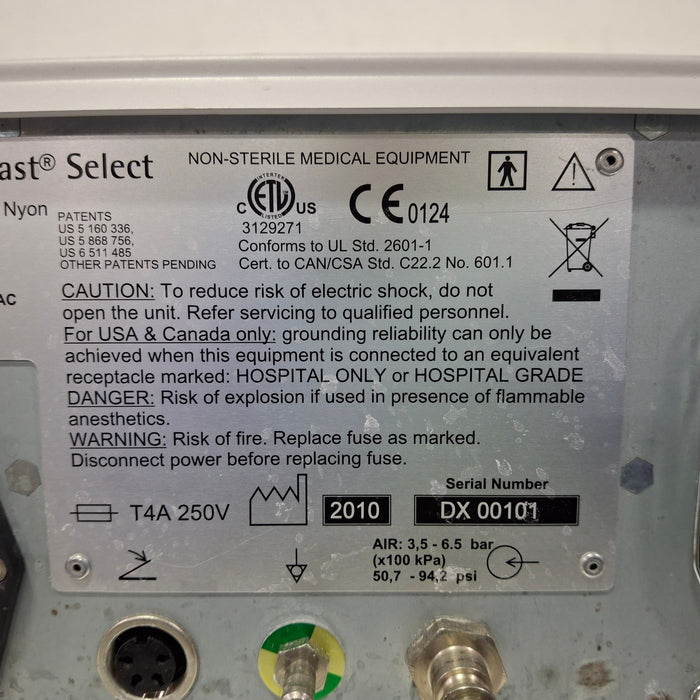 ast® Select
NON-STERILE MEDICAL EQUIPMENT
Nyon
PATENTS
US 5 160 336,
US 5 868 756,
US 6 511 485
OTHER PATENTS PENDING
INTERTEK
C ETL US
LISTED
3129271
CE 0124
Conforms to UL Std. 2601-1
Cert. to CAN/CSA Std. C22.2 No. 601.1
AC
CAUTION: To reduce risk of electric shock, do not
open the unit. Refer servicing to qualified personnel.
For USA & Canada only: grounding reliability can only be
achieved when this equipment is connected to an equivalent
receptacle marked: HOSPITAL ONLY or HOSPITAL GRADE
DANGER: Risk of explosion if used in presence of flammable
anesthetics.
WARNING: Risk of fire. Replace fuse as marked.
Disconnect power before replacing fuse.
T4A 250V
2010
Serial Number
DX 00101
AIR: 3,5 - 6.5 bar
(x100 kPa)
50,7 - 94,2 psi